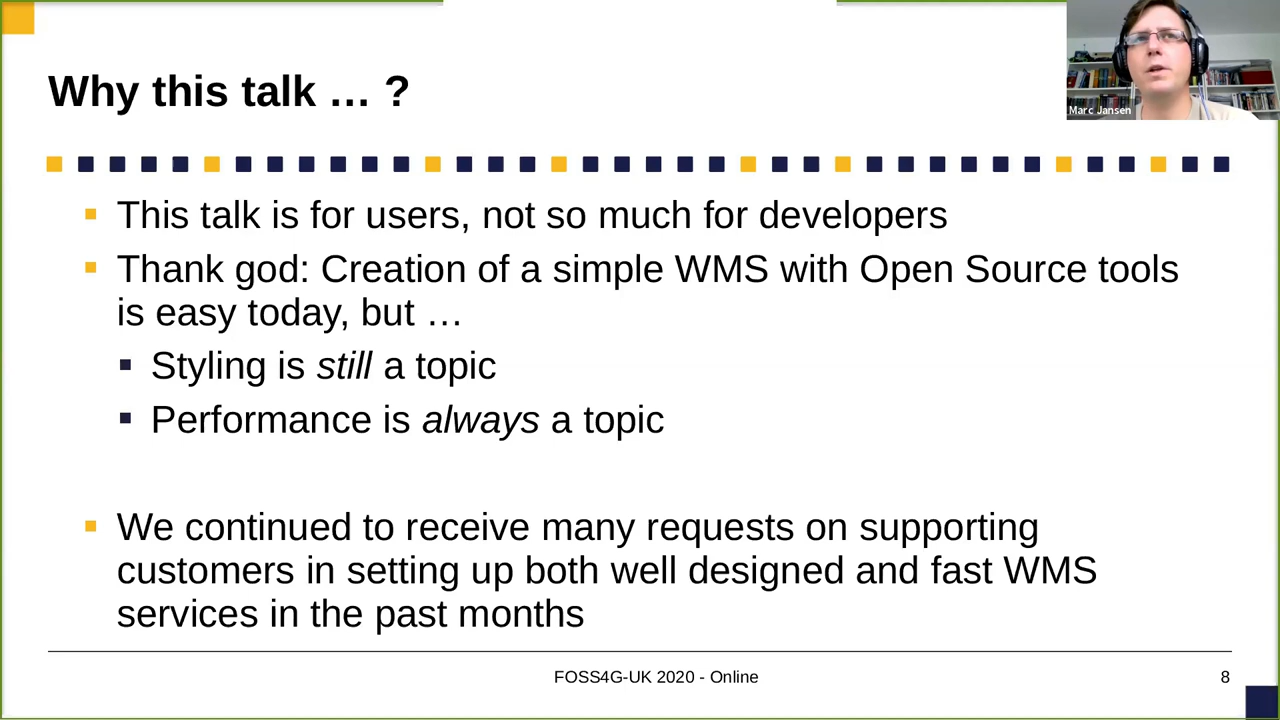 Marc Jansen
Why this talk … ?
This talk is for users, not so much for developers
Thank god: Creation of a simple WMS with Open Source tools
is easy today, but …
Styling is still a topic
Performance is always a topic
We continued to receive many requests on supporting
customers in setting up both well designed and fast WMS
services in the past months
FOSS4G-UK 2020 - Online
8